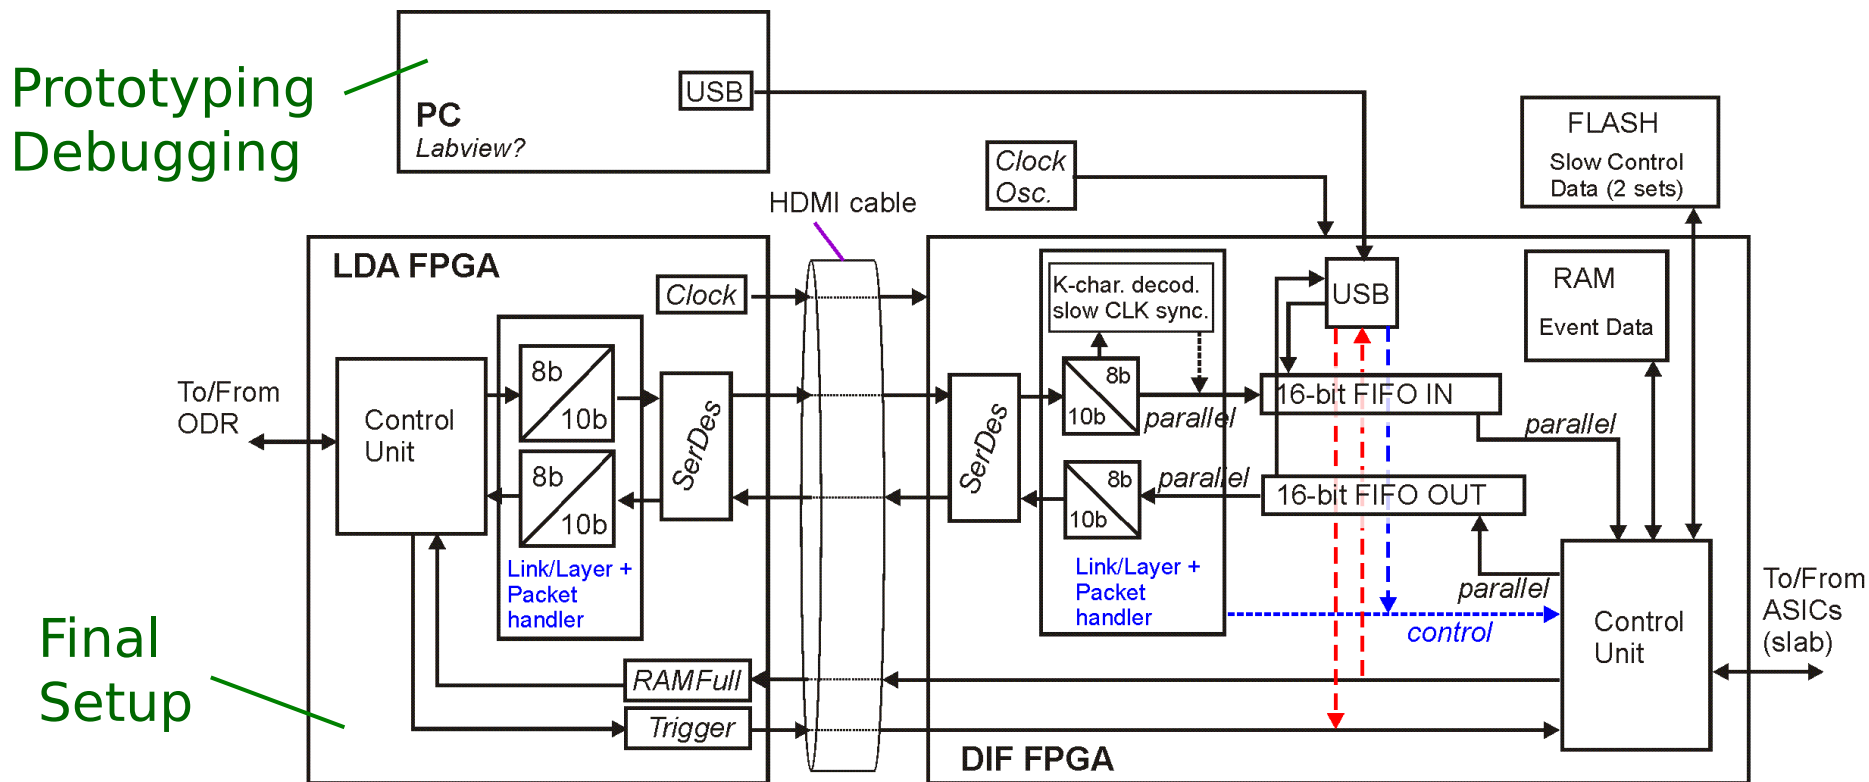 Prototyping
Debugging
PC
Labview?
USB
Clock
Osc.
FLASH
Slow Control
Data (2 sets)
HDMI cable
LDA FPGA
Clock
K-char. decod.
slow CLK sync.
USB
RAM
Event Data
To/From
ODR
Control
Unit
8b
10b
8b
10b
SerDes
Link/Layer +
Packet
handler
SerDes
8b
10b
parallel
16-bit FIFO IN
parallel
8b
10b
parallel
16-bit FIFO OUT
parallel
Link/Layer +
Packet
handler
control
Control
Unit
To/From
ASICs
(slab)
Final
Setup
RAMFull
Trigger
DIF FPGA